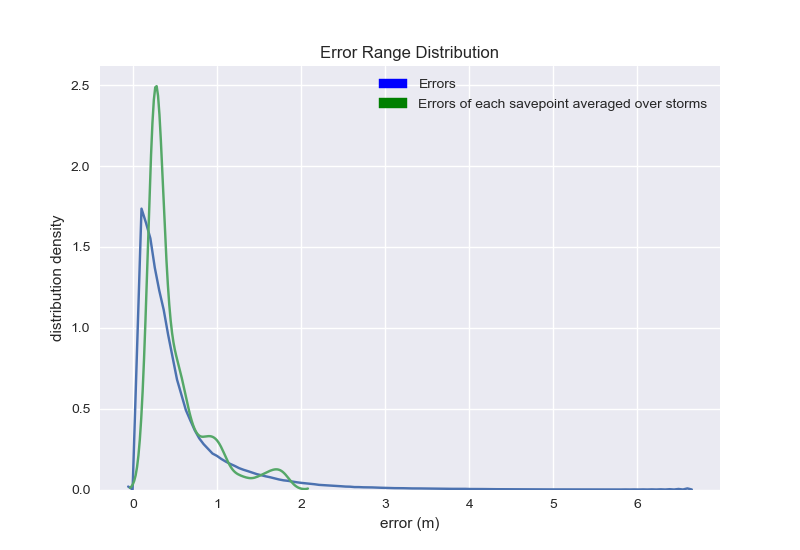 Error Range Distribution
Errors
Errors of each savepoint averaged over storms
distribution density
2.5
2.0
1.5
1.0
0.5
0.0
0 1 2 3 4 5 6
error (m)